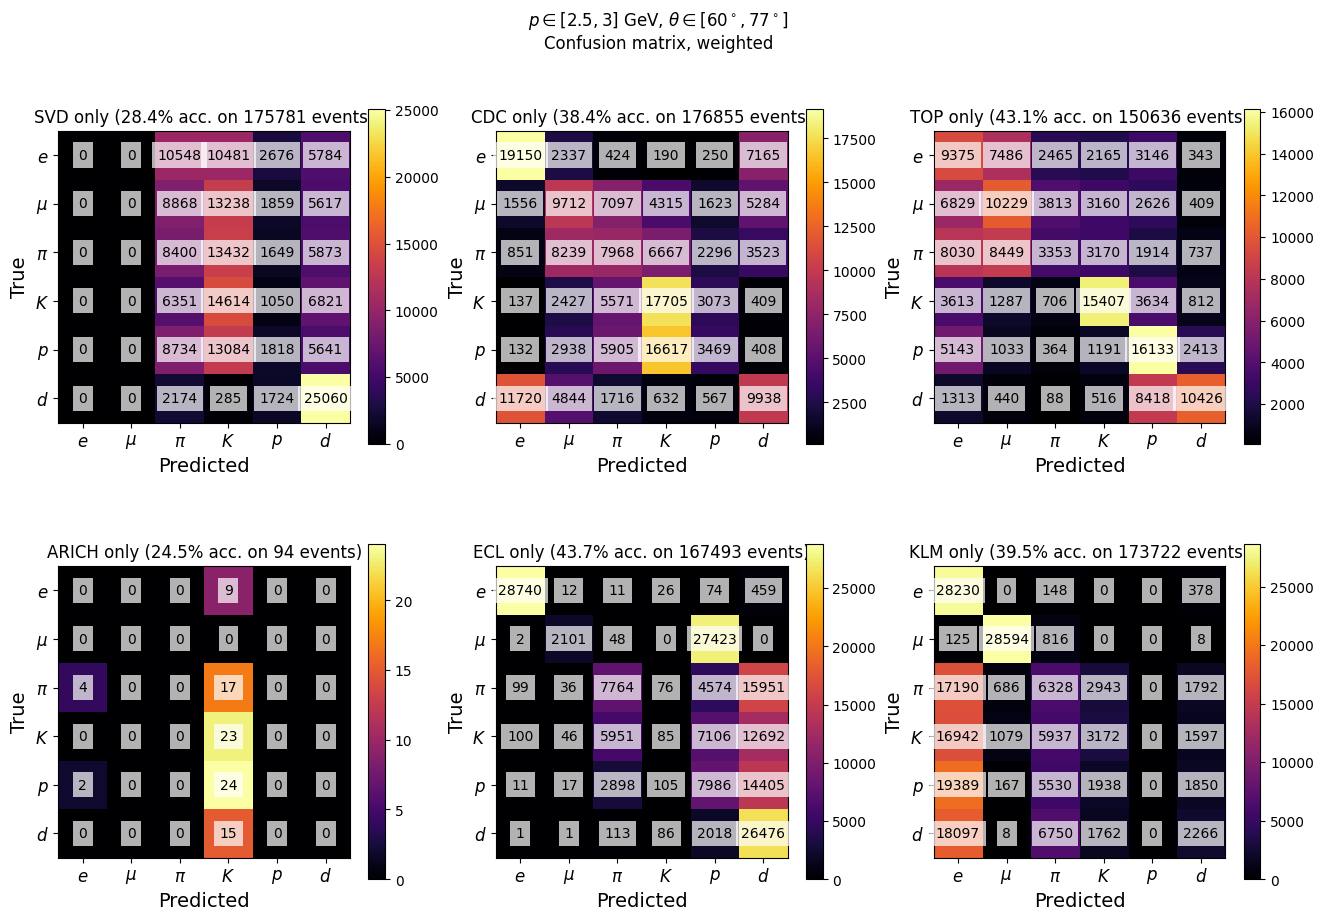 p ∈ [2.5, 3] GeV, θ ∈ [60°, 77°]
Confusion matrix, weighted
SVD only (28.4% acc. on 175781 events
True
e 0 0 10548 10481 2676 5784
μ 0 0 8868 13238 1859 5617
π 0 0 8400 13432 1649 5873
K 0 0 6351 14614 1050 6821
p 0 0 8734 13084 1818 5641
d 0 0 2174 285 1724 25060
e μ π K p d
Predicted
25000
20000
15000
10000
5000
0
CDC only (38.4% acc. on 176855 events
True
e 19150 2337 424 190 250 7165
μ 1556 9712 7097 4315 1623 5284
π 851 8239 7968 6667 2296 3523
K 137 2427 5571 17705 3073 409
p 132 2938 5905 16617 3469 408
d 11720 4844 1716 632 567 9938
e μ π K p d
Predicted
17500
15000
12500
10000
7500
5000
2500
TOP only (43.1% acc. on 150636 events
True
e 9375 7486 2465 2165 3146 343
μ 6829 10229 3813 3160 2626 409
π 8030 8449 3353 3170 1914 737
K 3613 1287 706 15407 3634 812
p 5143 1033 364 1191 16133 2413
d 1313 440 88 516 8418 10426
e μ π K p d
Predicted
16000
14000
12000
10000
8000
6000
4000
2000
ARICH only (24.5% acc. on 94 events)
True
e 0 0 0 9 0 0
μ 0 0 0 0 0 0
π 4 0 0 17 0 0
K 0 0 0 23 0 0
p 2 0 0 24 0 0
d 0 0 0 15 0 0
e μ π K p d
Predicted
20
15
10
5
0
ECL only (43.7% acc. on 167493 events)
True
e 28740 12 11 26 74 459
μ 2 2101 48 0 27423 0
π 99 36 7764 76 4574 15951
K 100 46 5951 85 7106 12692
p 11 17 2898 105 7986 14405
d 1 1 113 86 2018 26476
e μ π K p d
Predicted
25000
20000
15000
10000
5000
0
KLM only (39.5% acc. on 173722 events
True
e 28230 0 148 0 0 378
μ 125 28594 816 0 0 8
π 17190 686 6328 2943 0 1792
K 16942 1079 5937 3172 0 1597
p 19389 167 5530 1938 0 1850
d 18097 8 6750 1762 0 2266
e μ π K p d
Predicted
25000
20000
15000
10000
5000
0